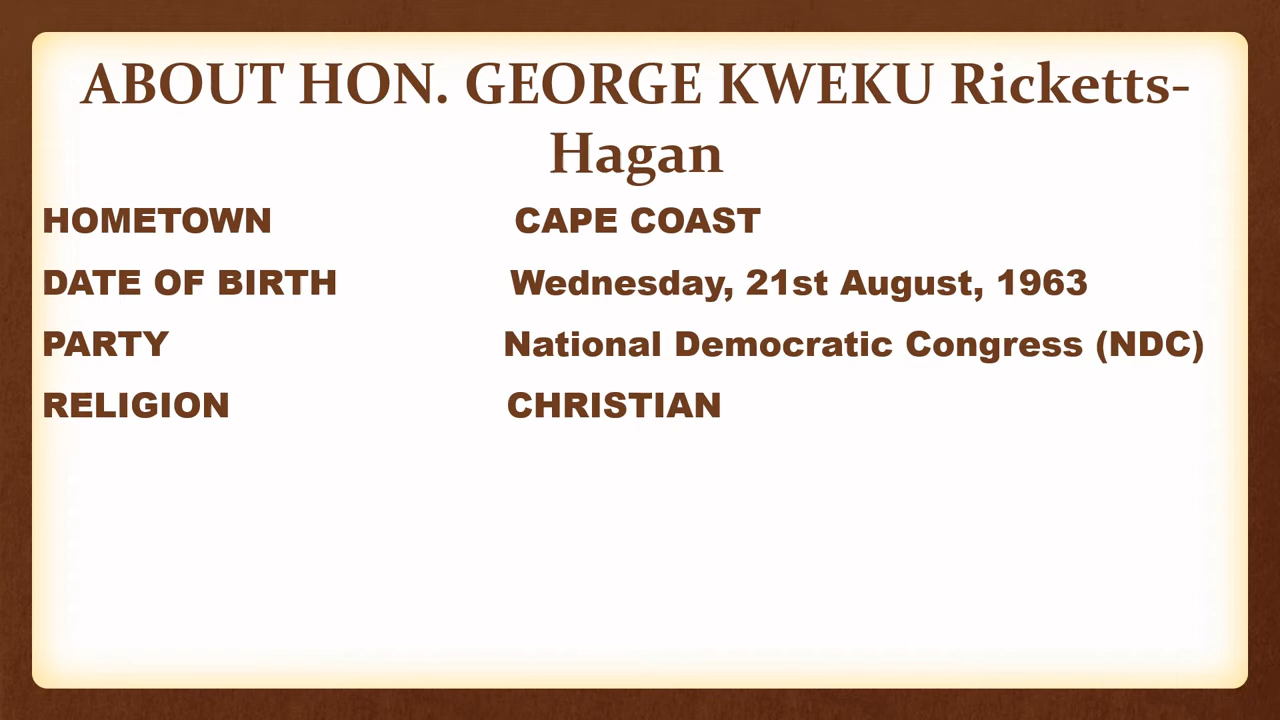 ABOUT HON. GEORGE KWEKU Ricketts-
Hagan
HOMETOWN CAPE COAST
DATE OF BIRTH Wednesday, 21st August, 1963
PARTY National Democratic Congress (NDC)
RELIGION CHRISTIAN